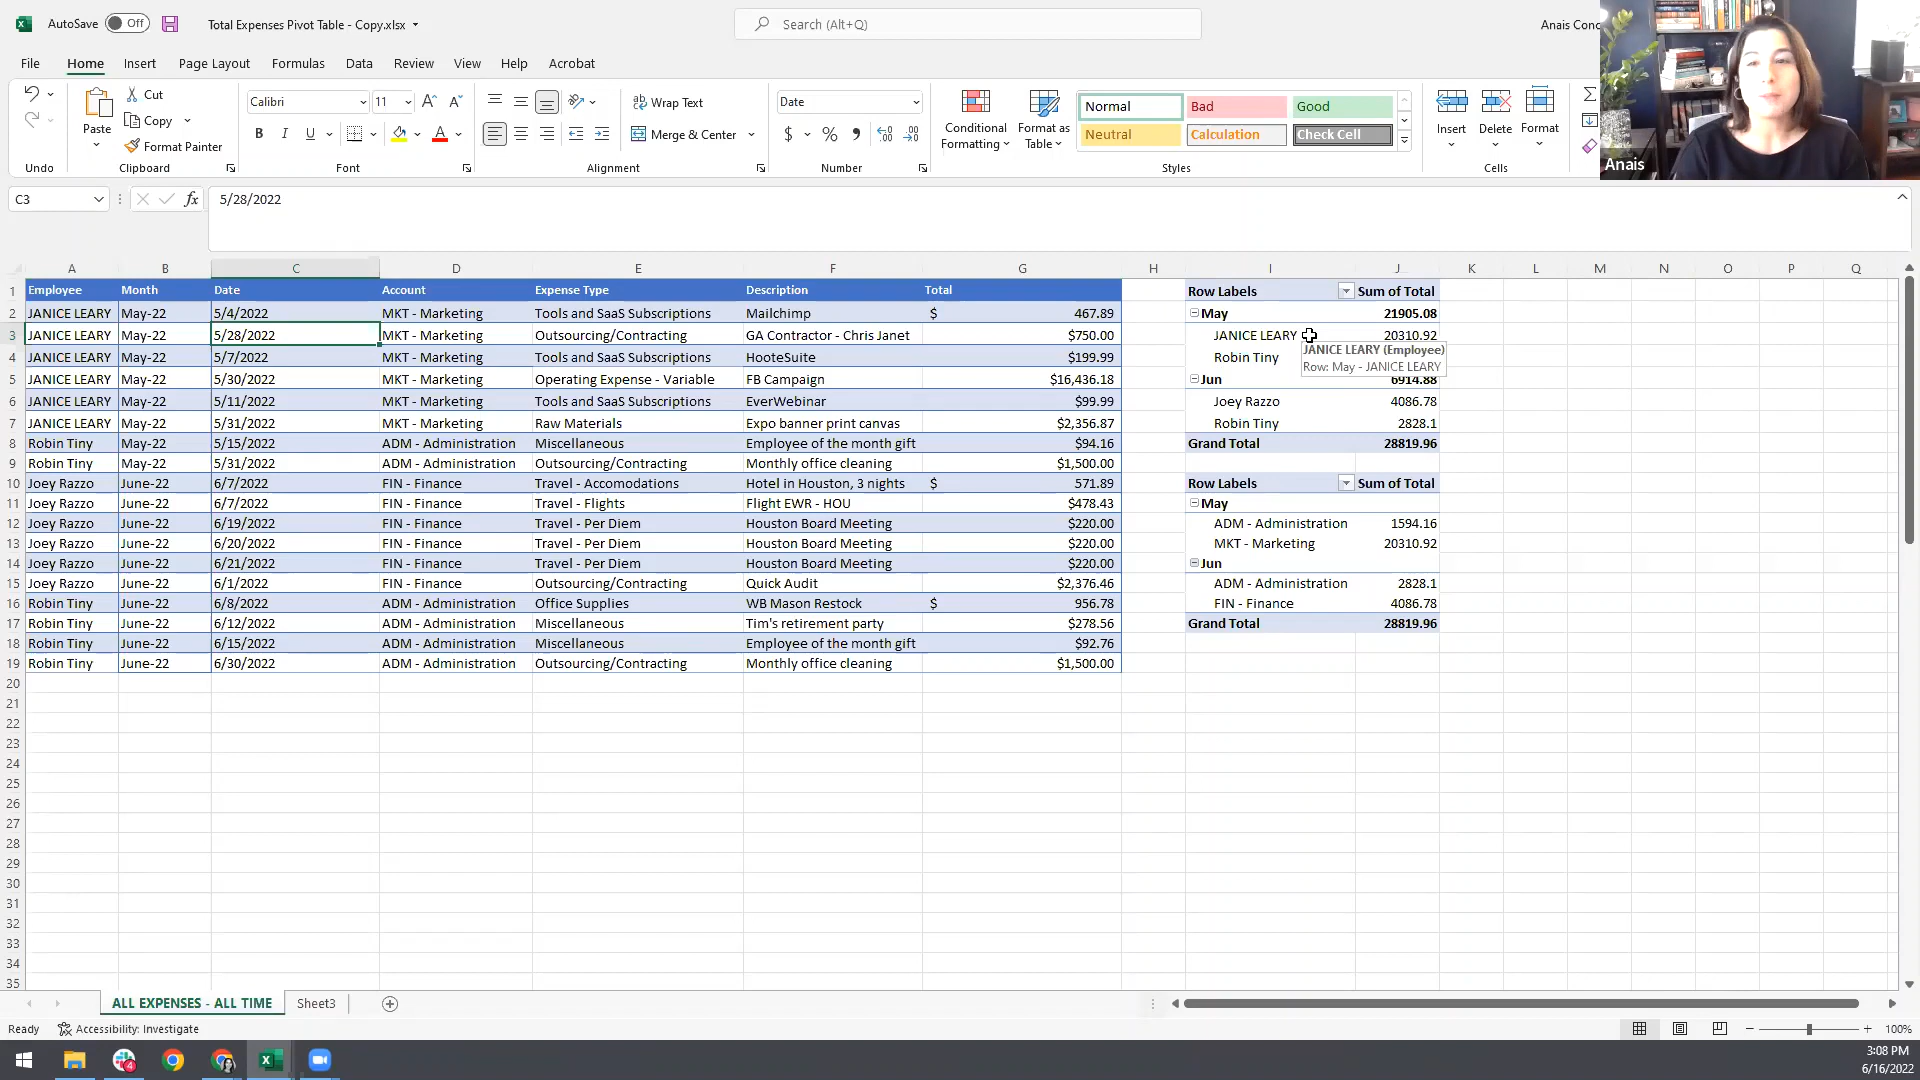 AutoSave Off Total Expenses Pivot Table - Copy.xlsx Search (Alt+Q) Anais Conc
File Home Insert Page Layout Formulas Data Review View Help Acrobat
Cut
Copy
Format Painter
Paste
Undo Clipboard
Calibri 11
B I U
Font
Wrap Text
Merge & Center
Alignment
Date
$ % ,
Number
Conditional Formatting
Format as Table
Normal Bad Good
Neutral Calculation Check Cell
Styles
Insert Delete Format
Cells
Anais
C3 fx 5/28/2022
A B C D E F G H I J K L M N O P Q
1 Employee Month Date Account Expense Type Description Total Row Labels Sum of Total
2 JANICE LEARY May-22 5/4/2022 MKT - Marketing Tools and SaaS Subscriptions Mailchimp $ 467.89 May 21905.08
3 JANICE LEARY May-22 5/28/2022 MKT - Marketing Outsourcing/Contracting GA Contractor - Chris Janet $750.00 JANICE LEARY 20310.92
4 JANICE LEARY May-22 5/7/2022 MKT - Marketing Tools and SaaS Subscriptions HooteSuite $199.99 Robin Tiny
JANICE LEARY (Employee)
Row: May - JANICE LEARY
5 JANICE LEARY May-22 5/30/2022 MKT - Marketing Operating Expense - Variable FB Campaign $16,436.18 Jun 6914.88
6 JANICE LEARY May-22 5/11/2022 MKT - Marketing Tools and SaaS Subscriptions EverWebinar $99.99 Joey Razzo 4086.78
7 JANICE LEARY May-22 5/31/2022 MKT - Marketing Raw Materials Expo banner print canvas $2,356.87 Robin Tiny 2828.1
8 Robin Tiny May-22 5/15/2022 ADM - Administration Miscellaneous Employee of the month gift $94.16 Grand Total 28819.96
9 Robin Tiny May-22 5/31/2022 ADM - Administration Outsourcing/Contracting Monthly office cleaning $1,500.00
10 Joey Razzo June-22 6/7/2022 FIN - Finance Travel - Accomodations Hotel in Houston, 3 nights $ 571.89 Row Labels Sum of Total
11 Joey Razzo June-22 6/7/2022 FIN - Finance Travel - Flights Flight EWR - HOU $478.43 May
12 Joey Razzo June-22 6/19/2022 FIN - Finance Travel - Per Diem Houston Board Meeting $220.00 ADM - Administration 1594.16
13 Joey Razzo June-22 6/20/2022 FIN - Finance Travel - Per Diem Houston Board Meeting $220.00 MKT - Marketing 20310.92
14 Joey Razzo June-22 6/21/2022 FIN - Finance Travel - Per Diem Houston Board Meeting $220.00 Jun
15 Joey Razzo June-22 6/1/2022 FIN - Finance Outsourcing/Contracting Quick Audit $2,376.46 ADM - Administration 2828.1
16 Robin Tiny June-22 6/8/2022 ADM - Administration Office Supplies WB Mason Restock $ 956.78 FIN - Finance 4086.78
17 Robin Tiny June-22 6/12/2022 ADM - Administration Miscellaneous Tim's retirement party $278.56 Grand Total 28819.96
18 Robin Tiny June-22 6/15/2022 ADM - Administration Miscellaneous Employee of the month gift $92.76
19 Robin Tiny June-22 6/30/2022 ADM - Administration Outsourcing/Contracting Monthly office cleaning $1,500.00
20
21
22
23
24
25
26
27
28
29
30
31
32
33
34
35
ALL EXPENSES - ALL TIME Sheet3
Ready Accessibility: Investigate 100%
4
3:08 PM
6/16/2022